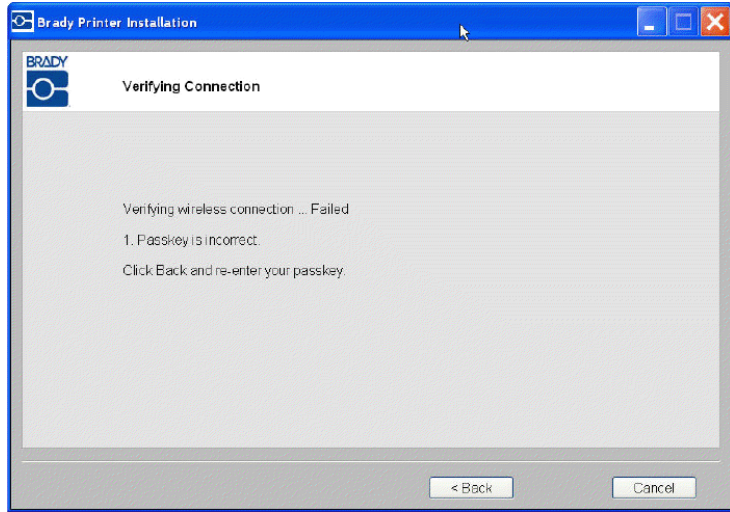 Brady Printer Installation
BRADY
Verifying Connection
Verifying wireless connection ... Failed
1. Passkey is incorrect.
Click Back and re-enter your passkey.
< Back
Cancel